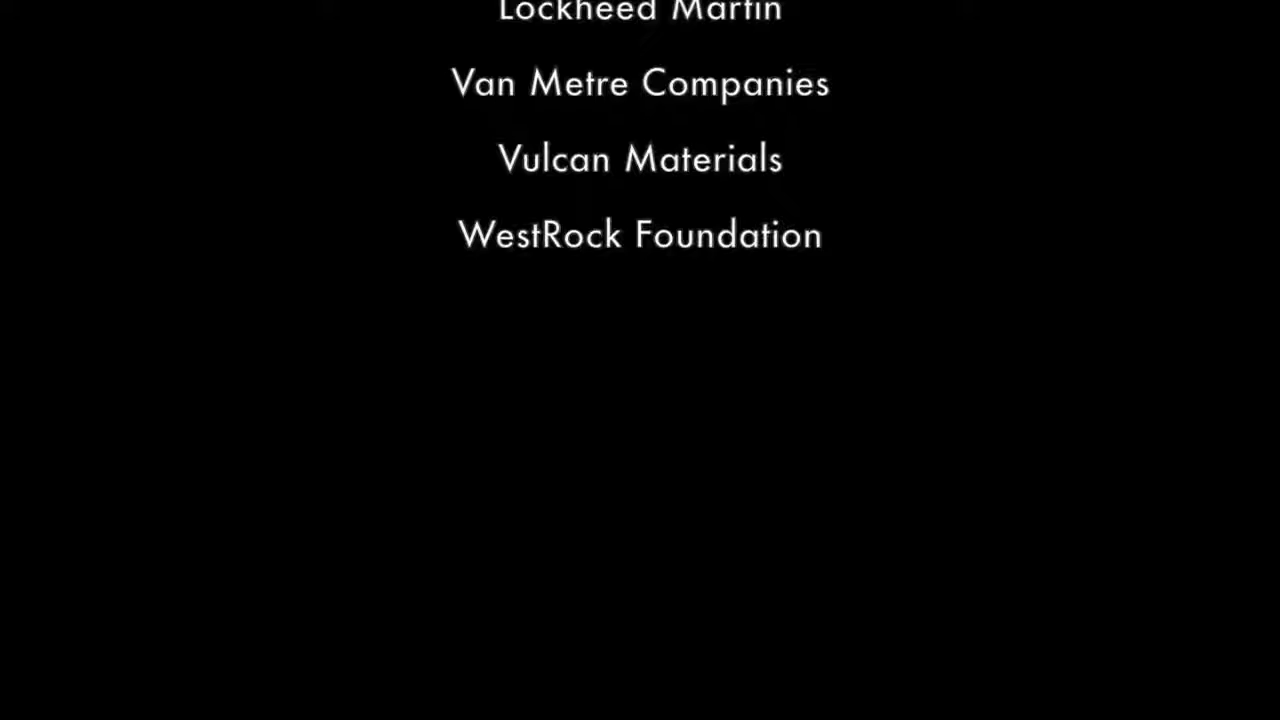 Lockheed Martin
Van Metre Companies
Vulcan Materials
WestRock Foundation